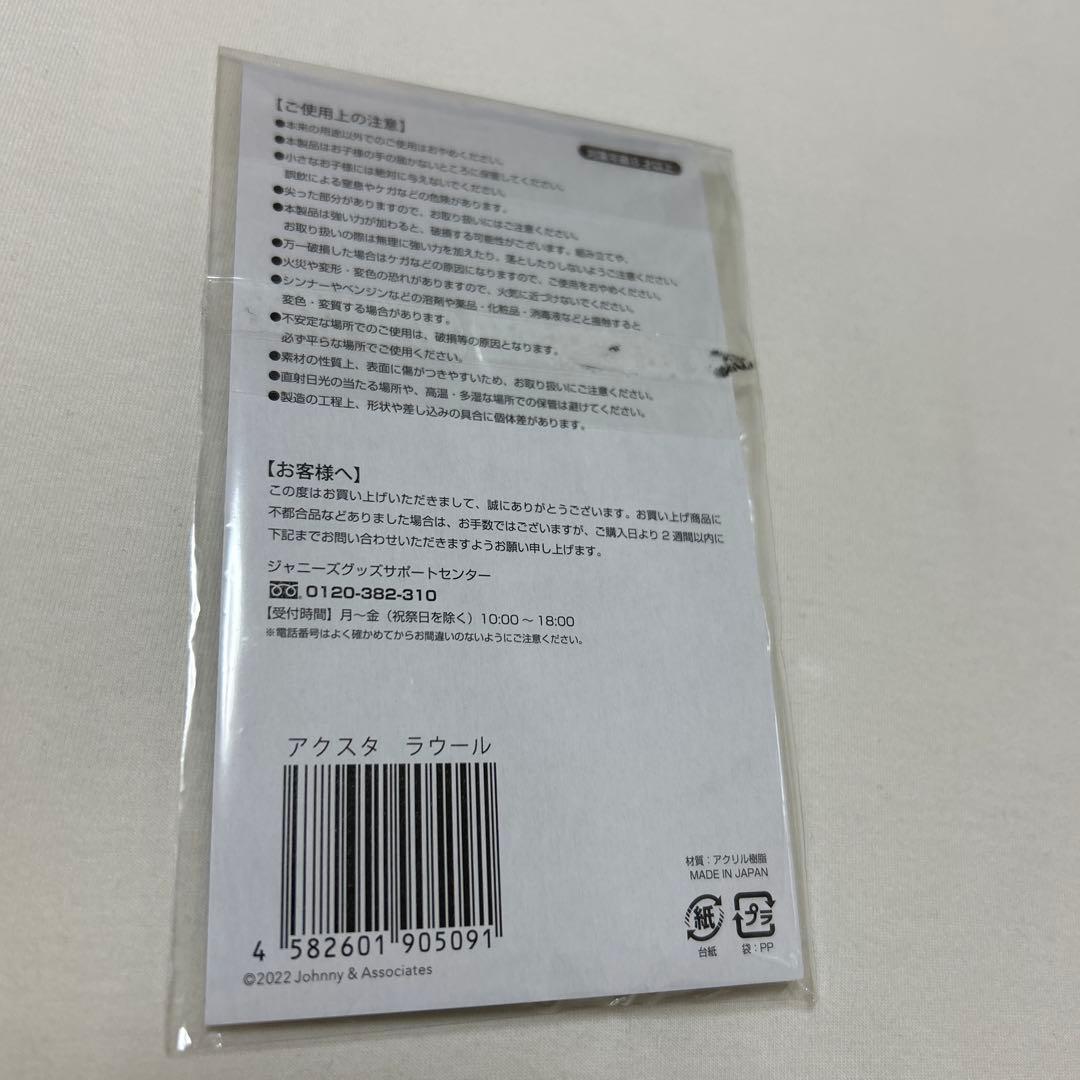 【ご使用上の注意】
●本来の用途以外でのご使用はおやめください。
●本製品はお子様の手の届かないところに保管してください。
●小さなお子様には絶対に与えないでください。
誤飲による窒息やケガなどの危険があります。
●尖った部分がありますので、お取り扱いにはご注意ください。
●本製品は強い力が加わると、破損する可能性がございます。組み立てや、
お取り扱いの際は無理に強い力を加えたり、落としたりしないようご注意ください。
●万一破損した場合はケガなどの原因になりますので、ご使用をおやめください。
●火災や変形・変色の恐れがありますので、火気に近づけないでください。
●シンナーやベンジンなどの溶剤や薬品・化粧品・消毒液などと接触すると
変色・変質する場合があります。
●不安定な場所でのご使用は、破損等の原因となります。
必ず平らな場所でご使用ください。
●素材の性質上、表面に傷がつきやすいため、お取り扱いにご注意ください。
●直射日光の当たる場所や、高温・多湿な場所での保管は避けてください。
●製造の工程上、形状や差し込みの具合に個体差があります。
【お客様へ】
この度はお買い上げいただきまして、誠にありがとうございます。お買い上げ商品に
不都合品などありました場合は、お手数ではございますが、ご購入日より2週間以内に
下記までお問い合わせいただきますようお願い申し上げます。
ジャニーズグッズサポートセンター
0120-382-310
【受付時間】月～金（祝祭日を除く）10:00～18:00
※電話番号はよく確かめてからお間違いのないようにご注意ください。
アクスタ ラウール
4 582601 905091
©2022 Johnny & Associates
材質：アクリル樹脂
MADE IN JAPAN
紙 プラ
台紙 袋：PP